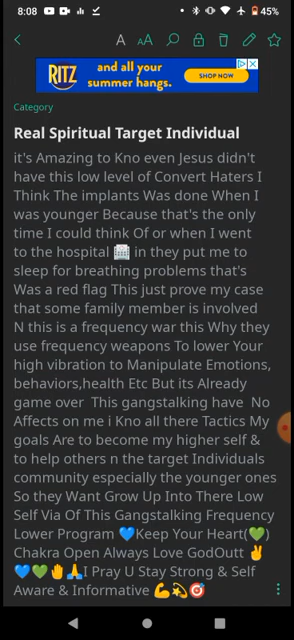 8:08
45%
A AA
RITZ and all your summer hangs. SHOP NOW
Category
Real Spiritual Target Individual
it's Amazing to Kno even Jesus didn't
have this low level of Convert Haters I
Think The implants Was done When I
was younger Because that's the only
time I could think Of or when I went
to the hospital 🏥 in they put me to
sleep for breathing problems that's
Was a red flag This just prove my case
that some family member is involved
N this is a frequency war this Why they
use frequency weapons To lower Your
high vibration to Manipulate Emotions,
behaviors,health Etc But its Already
game over This gangstalking have No
Affects on me i Kno all there Tactics My
goals Are to become my higher self &
to help others n the target Individuals
community especially the younger ones
So they Want Grow Up Into There Low
Self Via Of This Gangstalking Frequency
Lower Program 💙Keep Your Heart(💚)
Chakra Open Always Love GodOutt ✌️
💙💚🤚🙏I Pray U Stay Strong & Self
Aware & Informative 💪💫🎯